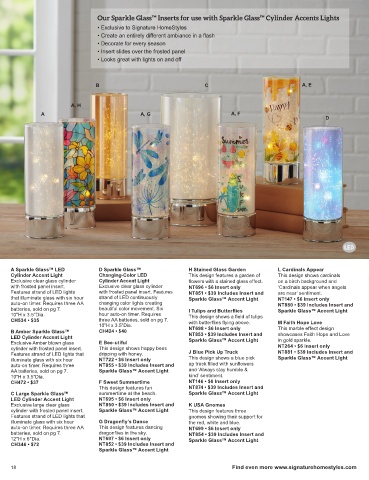 Our Sparkle Glass™ Inserts for use with Sparkle Glass™ Cylinder Accents Lights
• Exclusive to Signature HomeStyles
• Create an entirely different ambiance in a flash
• Decorate for every season
• Insert slides over the frosted panel
• Looks great with lights on and off
B
C
A, E
A, H
A
A, G
A, F
D
Happy
Summer
LED
A Sparkle Glass™ LED
Cylinder Accent Light
Exclusive clear glass cylinder
with frosted panel insert.
Features strand of LED lights
that illuminate glass with six hour
auto-on timer. Requires three AA
batteries, sold on pg 7.
10"H x 3.5"Dia.
CH034 • $35
B Amber Sparkle Glass™
LED Cylinder Accent Light
Exclusive Amber blown glass
cylinder with frosted panel insert.
Features strand of LED lights that
illuminate glass with six hour
auto on timer. Requires three
AA batteries, sold on pg 7.
10"H x 3.5"Dia.
CH472 • $37
C Large Sparkle Glass™
LED Cylinder Accent Light
Exclusive large clear glass
cylinder with frosted panel insert.
Features strand of LED lights that
illuminate glass with six hour
auto-on timer. Requires three AA
batteries, sold on pg 7.
12"H x 6"Dia.
CH346 • $72
D Sparkle Glass™
Changing-Color LED
Cylinder Accent Light
Exclusive clear glass cylinder
with frosted panel insert. Features
strand of LED continuously
changing color lights creating
beautiful color movement. Six
hour auto-on timer. Requires
three AA batteries, sold on pg 7.
10"H x 3.5"Dia.
CH424 • $40
E Bee-utiful
This design shows happy bees
dripping with honey.
NT722 • $6 Insert only
NT855 • $39 Includes Insert and
Sparkle Glass™ Accent Light
F Sweet Summertime
This design features fun
summertime at the beach.
NT695 • $6 Insert only
NT850 • $39 Includes Insert and
Sparkle Glass™ Accent Light
G Dragonfly's Dance
This design features dancing
dragonflies in the sky.
NT697 • $6 Insert only
NT852 • $39 Includes Insert and
Sparkle Glass™ Accent Light
H Stained Glass Garden
This design features a garden of
flowers with a stained glass effect.
NT696 • $6 Insert only
NT851 • $39 Includes Insert and
Sparkle Glass™ Accent Light
I Tulips and Butterflies
This design shows a field of tulips
with butterflies flying above.
NT698 • $6 Insert only
NT853 • $39 Includes Insert and
Sparkle Glass™ Accent Light
J Blue Pick Up Truck
This design shows a blue pick
up truck filled with sunflowers
and 'Always stay humble &
kind' sentiment.
NT146 • $6 Insert only
NT874 • $39 Includes Insert and
Sparkle Glass™ Accent Light
K USA Gnomes
This design features three
gnomes showing their support for
the red, white and blue.
NT699 • $6 Insert only
NT854 • $39 Includes Insert and
Sparkle Glass™ Accent Light
L Cardinals Appear
This design shows cardinals
on a birch background and
'Cardinals appear when angels
are near' sentiment.
NT147 • $6 Insert only
NT880 • $39 Includes Insert and
Sparkle Glass™ Accent Light
M Faith Hope Love
This marble effect design
showcases Faith Hope and Love
in gold sparkle.
NT264 • $6 Insert only
NT881 • $39 Includes Insert and
Sparkle Glass™ Accent Light
18
Find even more www.signaturehomestyles.com